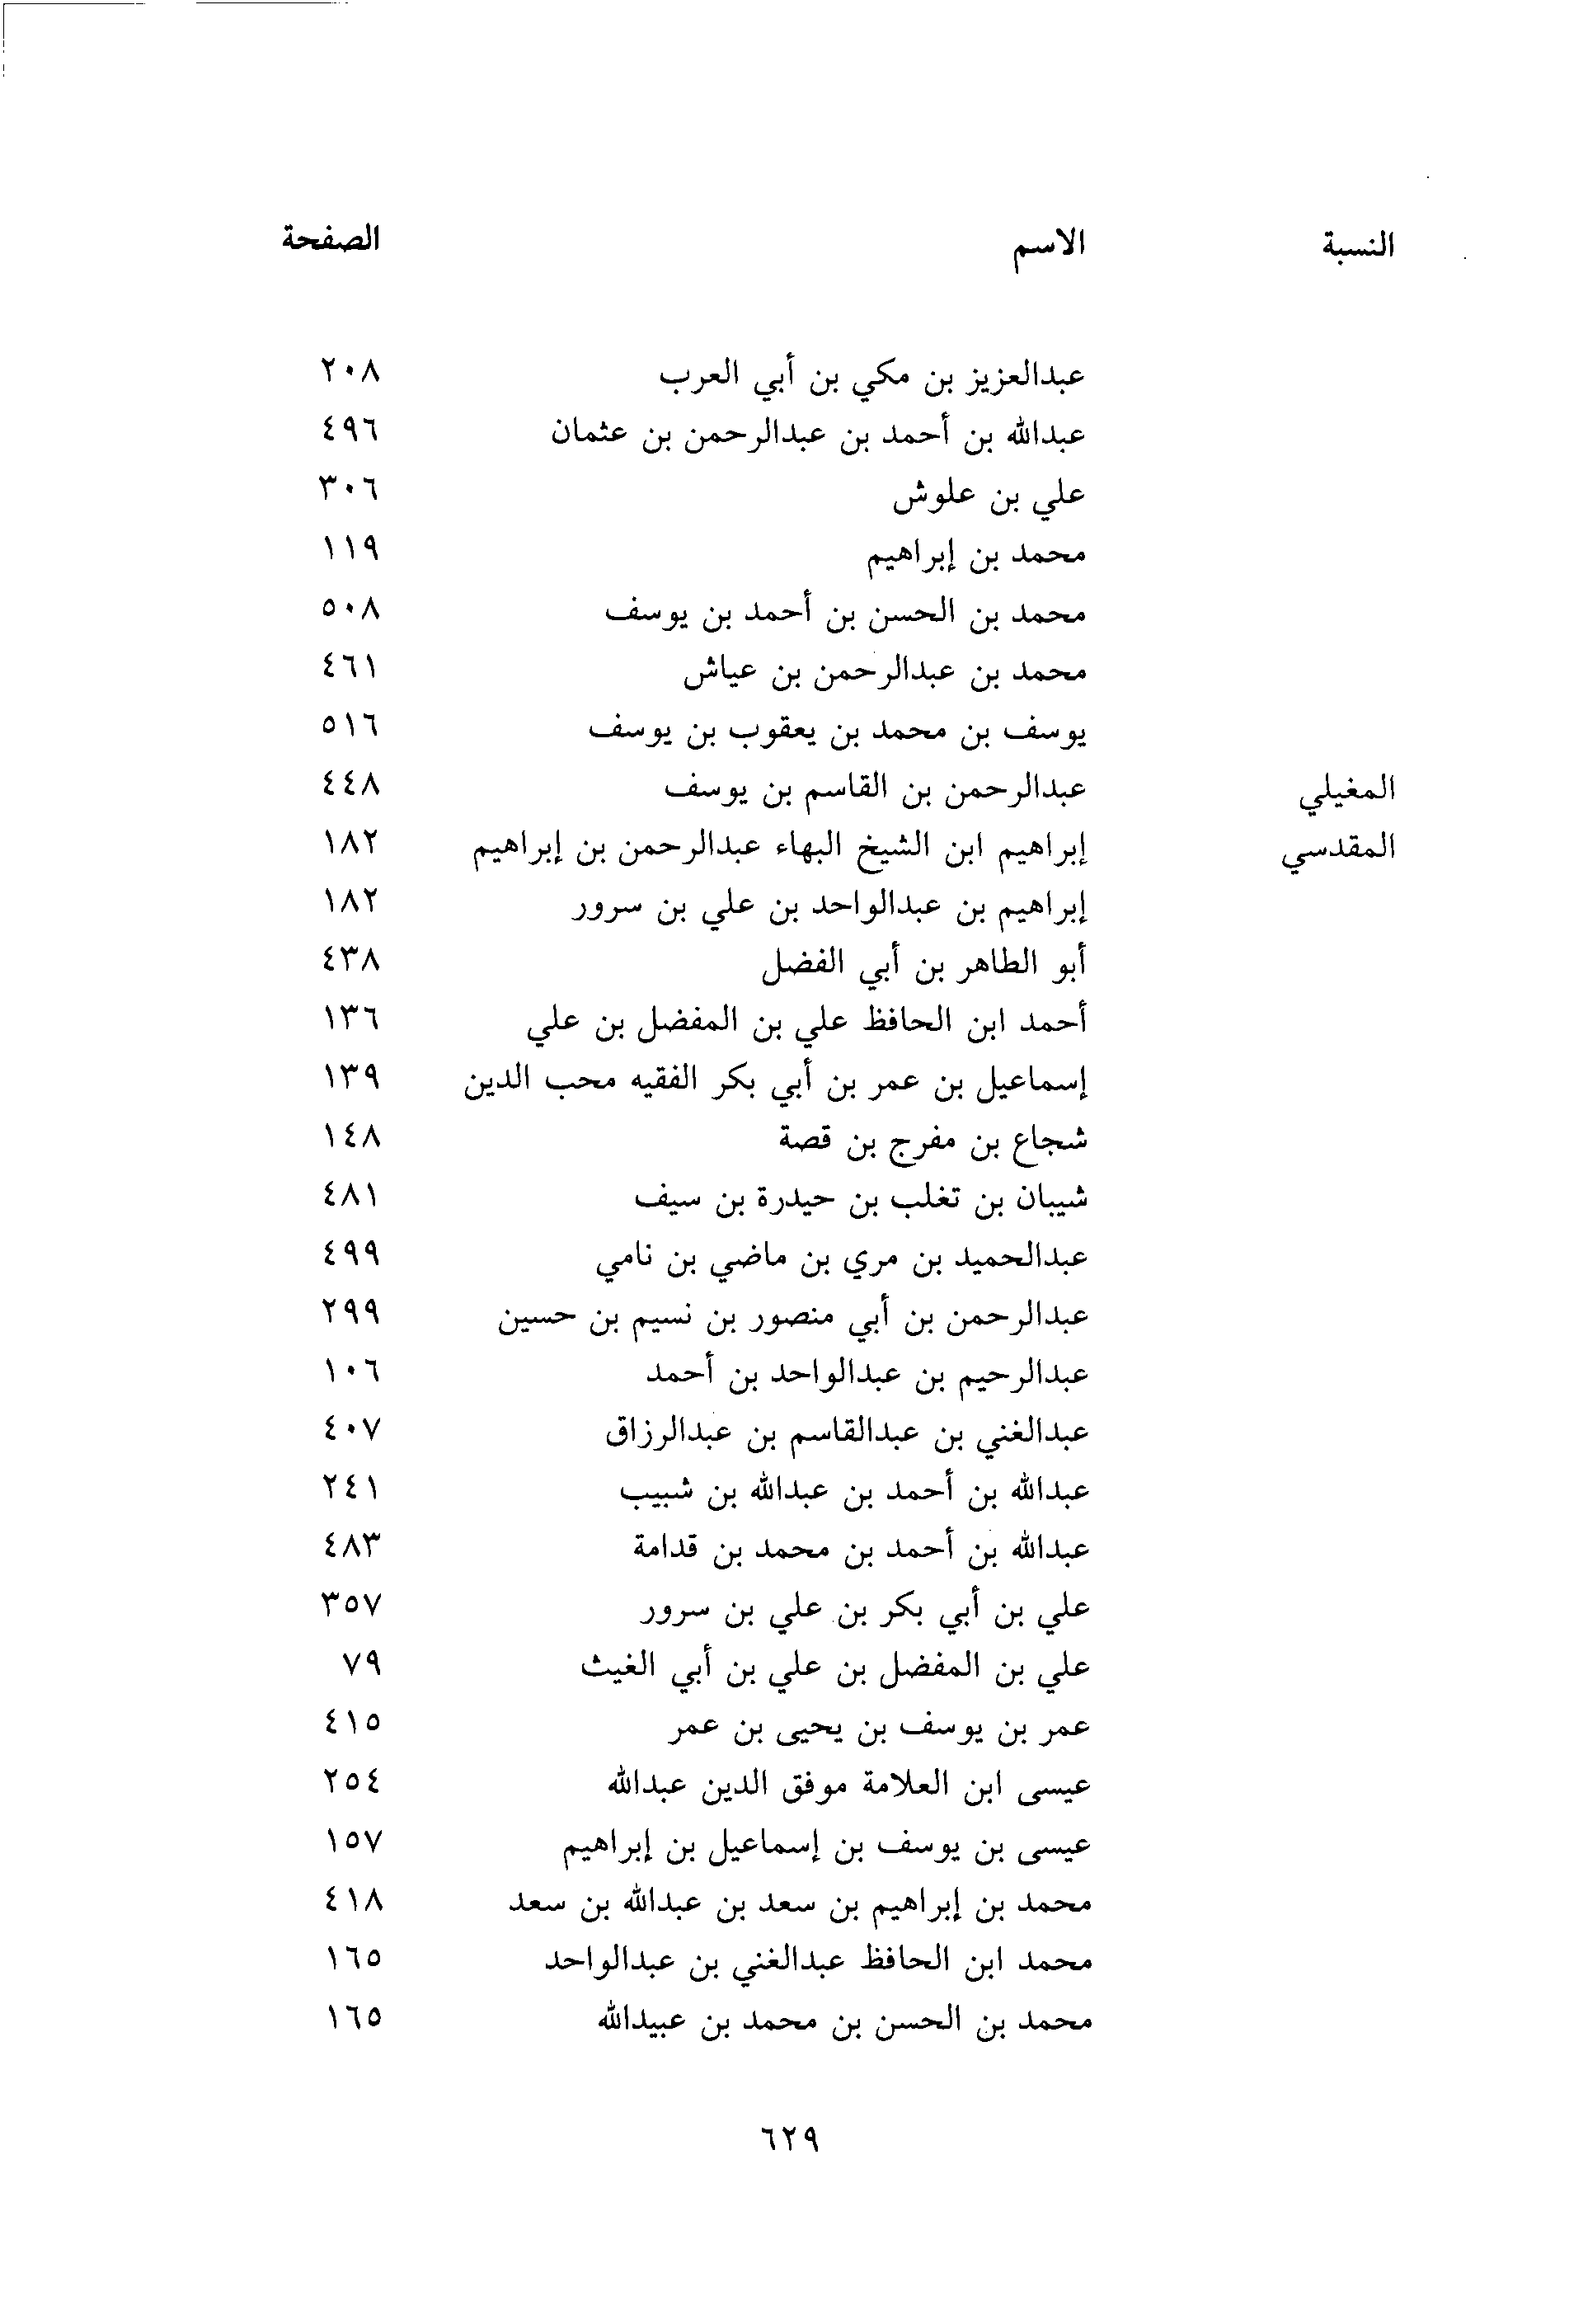 النسبة الاسم الصفحة
عبدالعزيز بن مكي بن أبي العرب ٢٠٨
عبدالله بن أحمد بن عبدالرحمن بن عثمان ٤٩٦
علي بن علوش ٣٠٦
محمد بن إبراهيم ١١٩
محمد بن الحسن بن أحمد بن يوسف ٥٠٨
محمد بن عبدالرحمن بن عياش ٤٦١
يوسف بن محمد بن يعقوب بن يوسف ٥١٦
المغيلي عبدالرحمن بن القاسم بن يوسف ٤٤٨
المقدسي إبراهيم ابن الشيخ البهاء عبدالرحمن بن إبراهيم ١٨٢
إبراهيم بن عبدالواحد بن علي بن سرور ١٨٢
أبو الطاهر بن أبي الفضل ٤٣٨
أحمد ابن الحافظ علي بن المفضل بن علي ١٣٦
إسماعيل بن عمر بن أبي بكر الفقيه محب الدين ١٣٩
شجاع بن مفرج بن قصة ١٤٨
شيبان بن تغلب بن حيدرة بن سيف ٤٨١
عبدالحميد بن مري بن ماضي بن نامي ٤٩٩
عبدالرحمن بن أبي منصور بن نسيم بن حسين ٢٩٩
عبدالرحيم بن عبدالواحد بن أحمد ١٠٦
عبدالغني بن عبدالقاسم بن عبدالرزاق ٤٠٧
عبدالله بن أحمد بن عبدالله بن شبيب ٢٤١
عبدالله بن أحمد بن محمد بن قدامة ٤٨٣
علي بن أبي بكر بن علي بن سرور ٣٥٧
علي بن المفضل بن علي بن أبي الغيث ٧٩
عمر بن يوسف بن يحيى بن عمر ٤١٥
عيسى ابن العلامة موفق الدين عبدالله ٢٥٤
عيسى بن يوسف بن إسماعيل بن إبراهيم ١٥٧
محمد بن إبراهيم بن سعد بن عبدالله بن سعد ٤١٨
محمد ابن الحافظ عبدالغني بن عبدالواحد ١٦٥
محمد بن الحسن بن محمد بن عبيدالله ١٦٥
٦٢٩